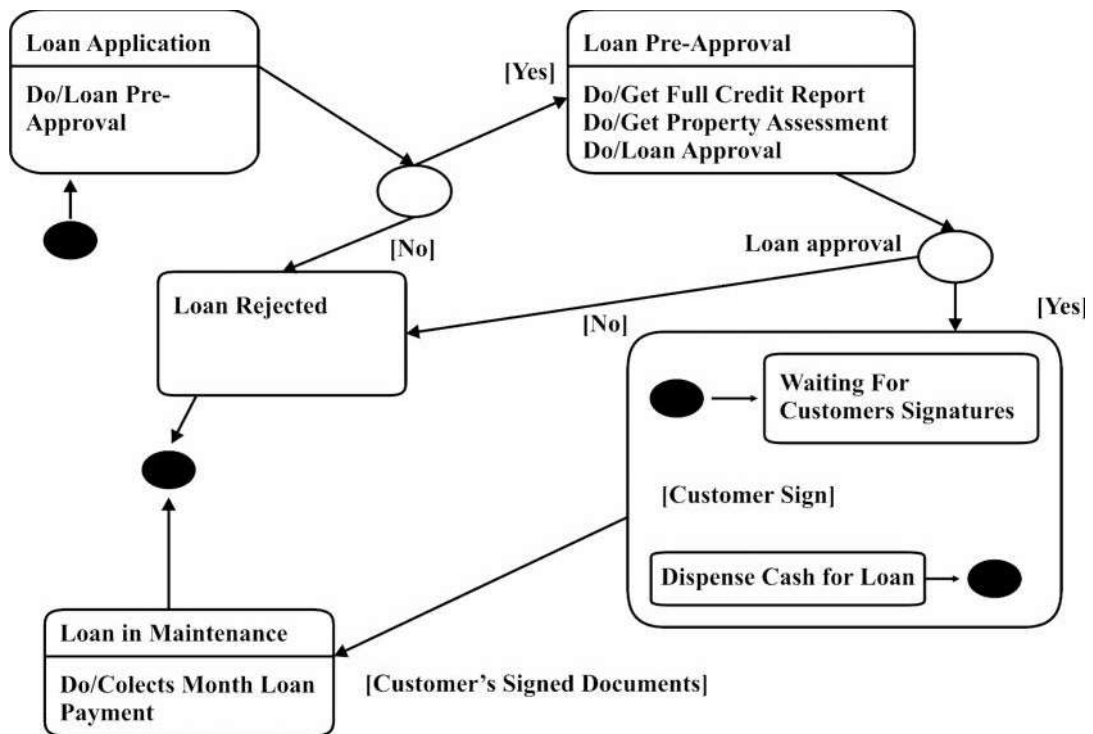 Loan Application
Do/Loan Pre-
Approval
[Yes]
Loan Pre-Approval
Do/Get Full Credit Report
Do/Get Property Assessment
Do/Loan Approval
[No]
Loan approval
Loan Rejected
[No]
[Yes]
Waiting For
Customers Signatures
[Customer Sign]
Dispense Cash for Loan
Loan in Maintenance
Do/Colects Month Loan
Payment
[Customer’s Signed Documents]